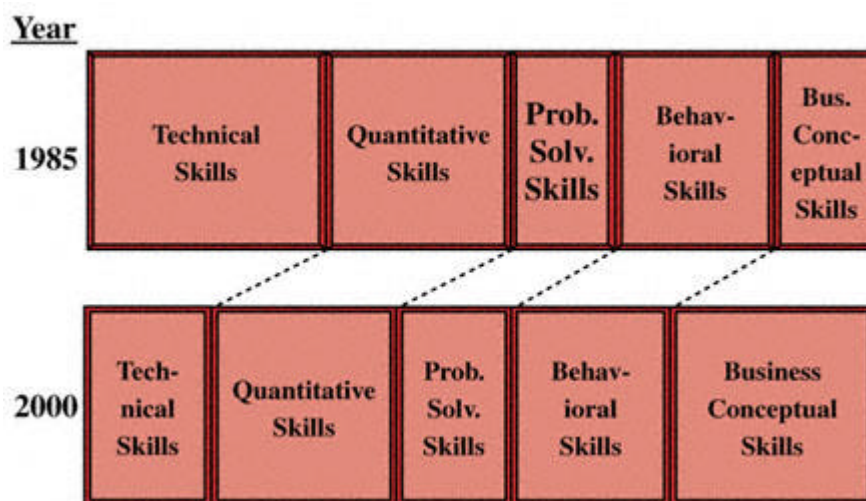 Year
1985
Technical
Skills
Quantitative
Skills
Prob.
Solv.
Skills
Behav-
ioral
Skills
Bus.
Conc-
eptual
Skills
2000
Tech-
nical
Skills
Quantitative
Skills
Prob.
Solv.
Skills
Behav-
ioral
Skills
Business
Conceptual
Skills